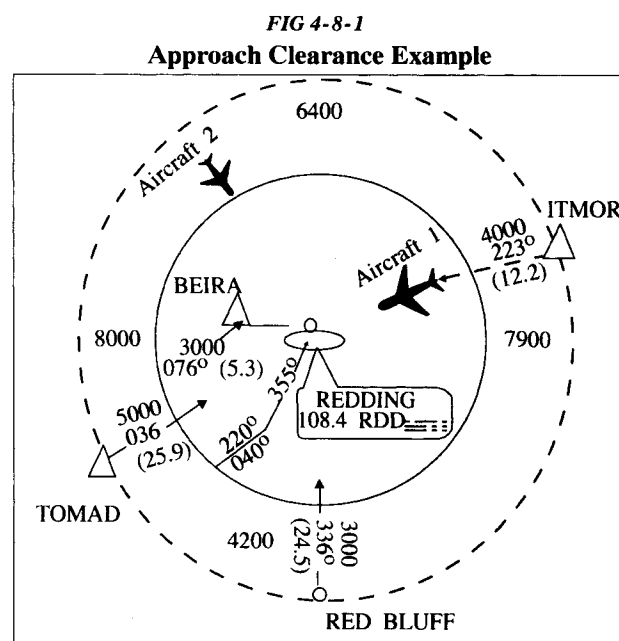 FIG 4-8-1
Approach Clearance Example
6400
Aircraft 2
ITMOR
4000
223°
(12.2)
Aircraft 1
BEIRA
8000
3000
076° (5.3)
7900
355°
REDDING
108.4 RDD
5000
036
(25.9)
220°
040°
TOMAD
4200
3000
336°
(24.5)
RED BLUFF